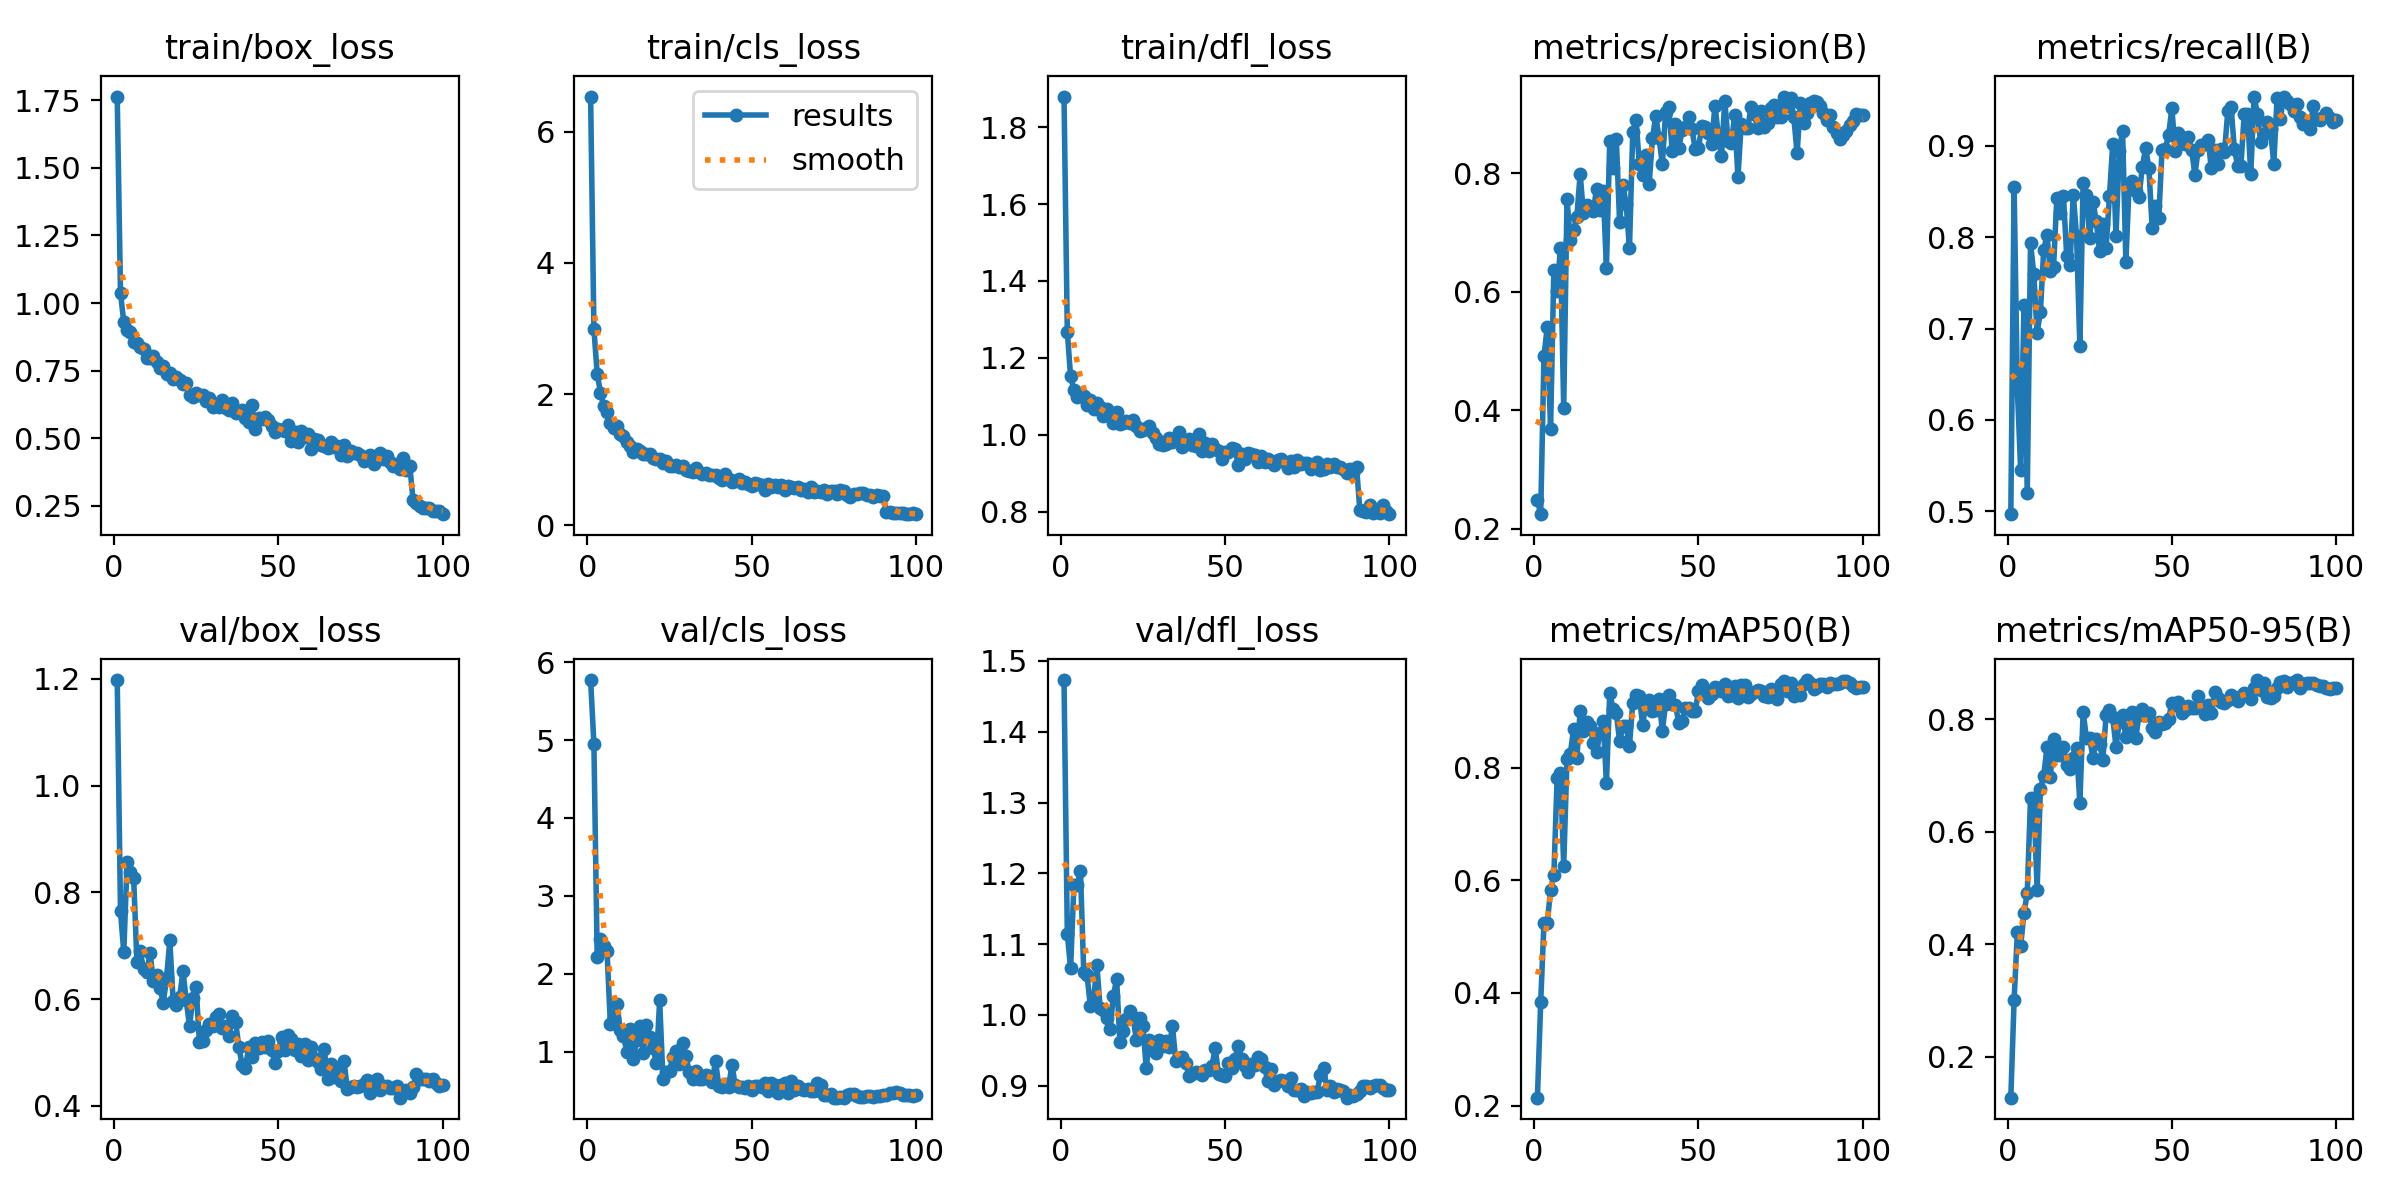 train/box_loss
1.75
1.50
1.25
1.00
0.75
0.50
0.25
0 50 100
train/cls_loss
results
smooth
6
4
2
0
0 50 100
train/dfl_loss
1.8
1.6
1.4
1.2
1.0
0.8
0 50 100
metrics/precision(B)
0.8
0.6
0.4
0.2
0 50 100
metrics/recall(B)
0.9
0.8
0.7
0.6
0.5
0 50 100
val/box_loss
1.2
1.0
0.8
0.6
0.4
0 50 100
val/cls_loss
6
5
4
3
2
1
0 50 100
val/dfl_loss
1.5
1.4
1.3
1.2
1.1
1.0
0.9
0 50 100
metrics/mAP50(B)
0.8
0.6
0.4
0.2
0 50 100
metrics/mAP50-95(B)
0.8
0.6
0.4
0.2
0 50 100